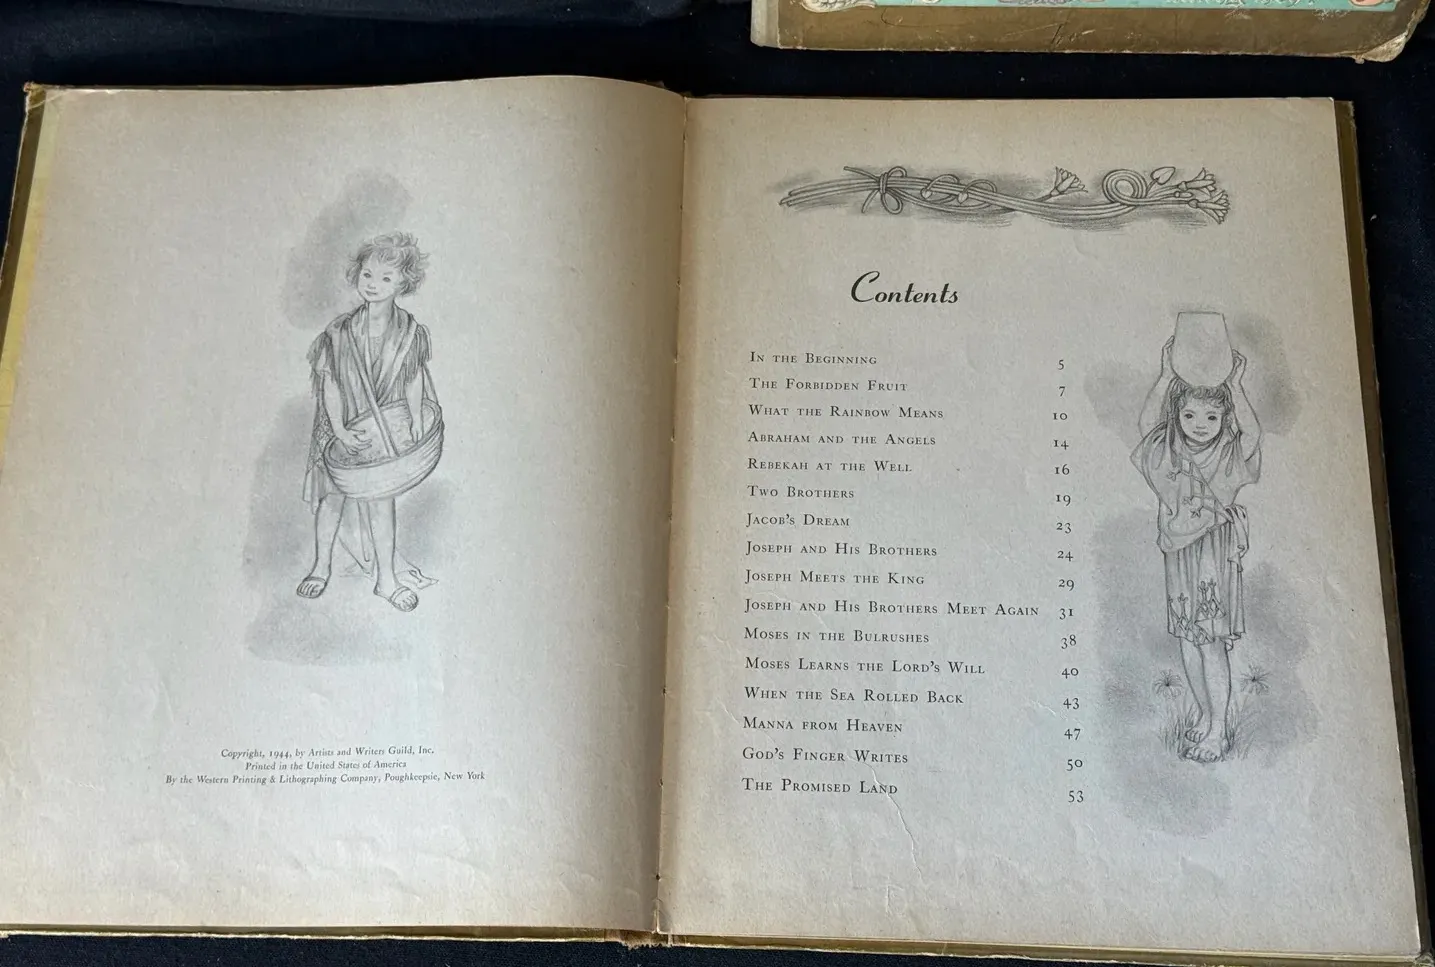 Copyright, 1944, by Artists and Writers Guild, Inc.
Printed in the United States of America
By the Western Printing & Lithographing Company, Poughkeepsie, New York
Contents
In the Beginning 5
The Forbidden Fruit 7
What the Rainbow Means 10
Abraham and the Angels 14
Rebekah at the Well 16
Two Brothers 19
Jacob's Dream 23
Joseph and His Brothers 24
Joseph Meets the King 29
Joseph and His Brothers Meet Again 31
Moses in the Bulrushes 38
Moses Learns the Lord's Will 40
When the Sea Rolled Back 43
Manna from Heaven 47
God's Finger Writes 50
The Promised Land 53